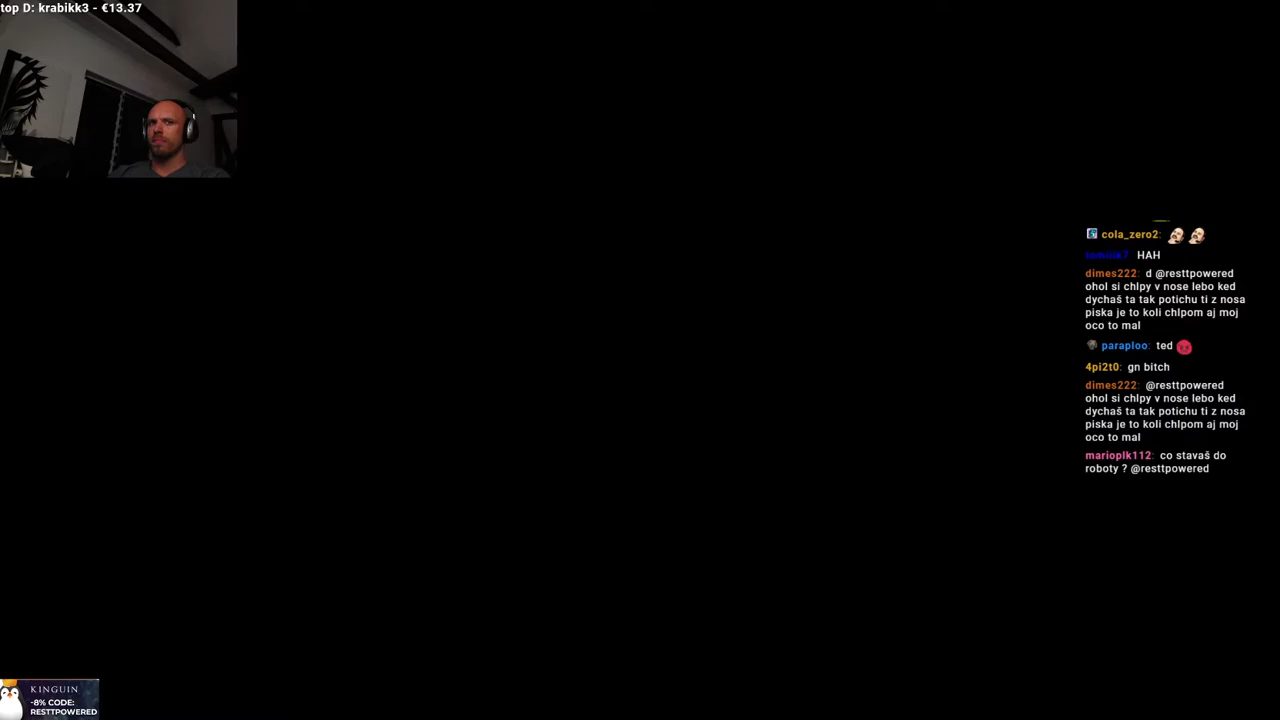 top D: krabikk3 - €13.37
cola_zero2:
HAH
dimes222: d @resttpowered
ohol si chlpy v nose lebo ked
dychaš ta tak potichu ti z nosa
piska je to koli chlpom aj moj
oco to mal
paraploo: ted
4pi2t0: gn bitch
dimes222: @resttpowered
ohol si chlpy v nose lebo ked
dychaš ta tak potichu ti z nosa
piska je to koli chlpom aj moj
oco to mal
marioplk112: co stavaš do
roboty ? @resttpowered
KINGUIN
-8% CODE:
RESTTPOWERED